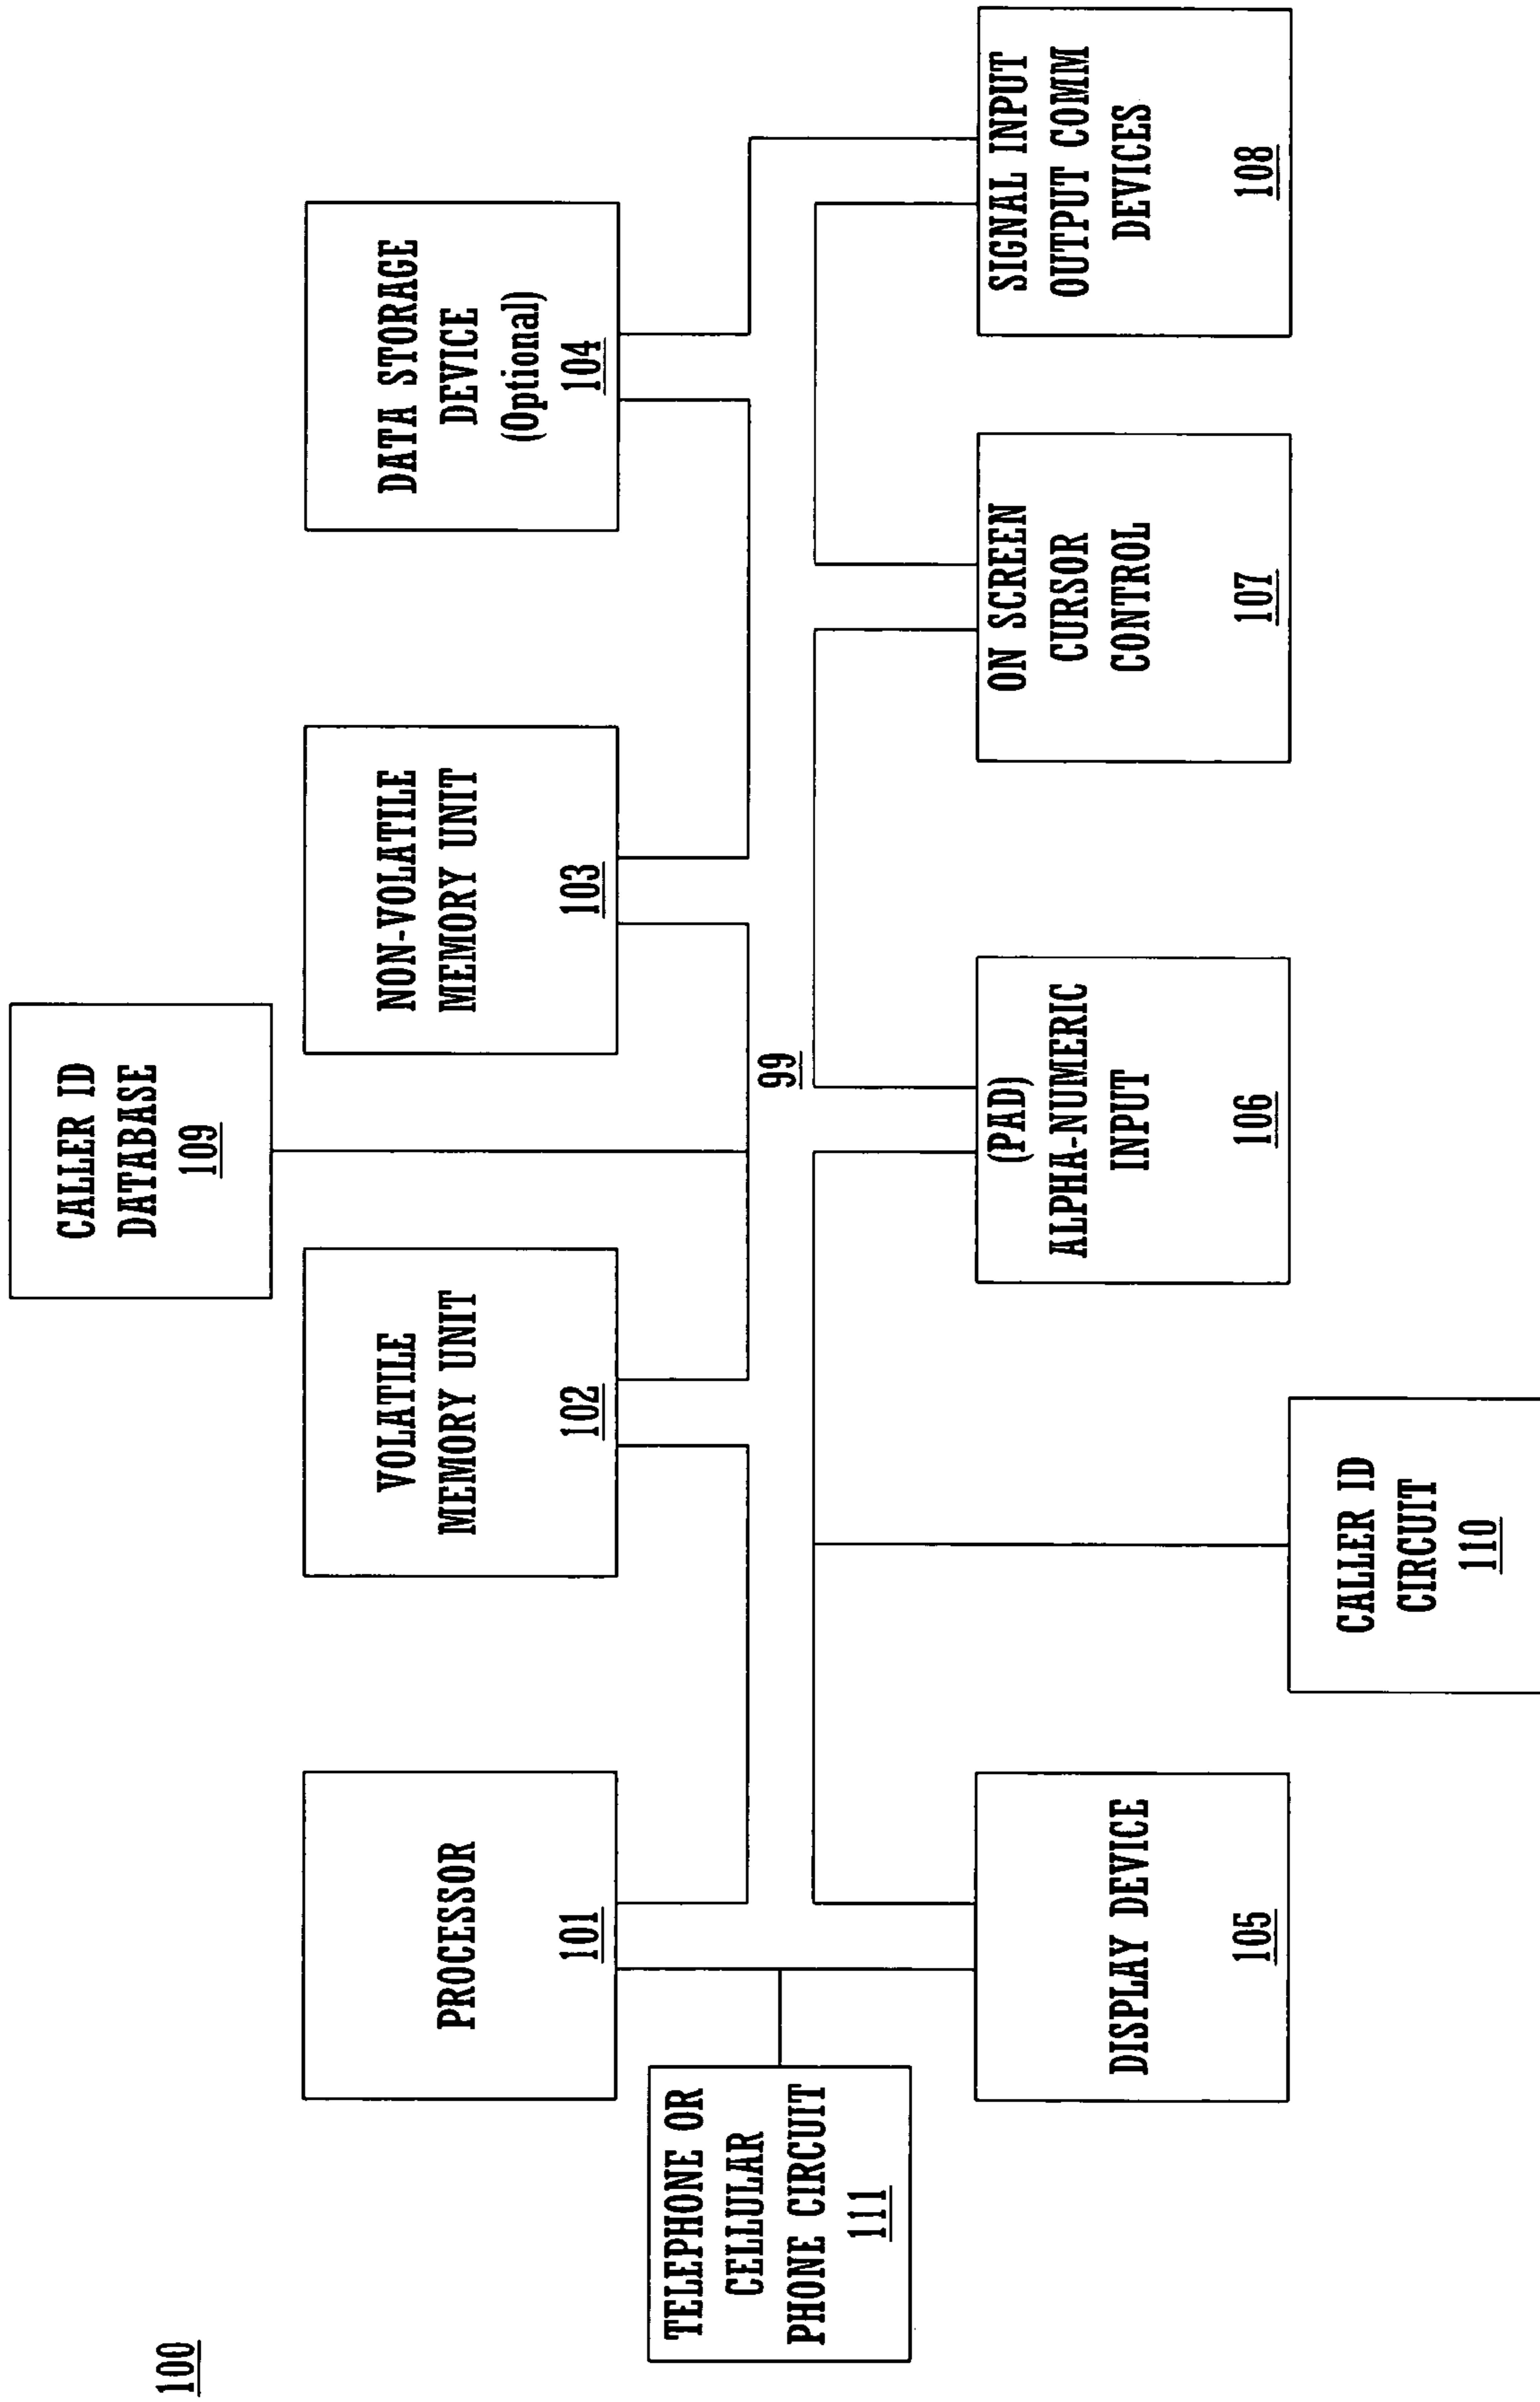 100
CALLER ID
DATABASE
109
PROCESSOR
101
VOLATILE
MEMORY UNIT
102
NON-VOLATILE
MEMORY UNIT
103
DATA STORAGE
DEVICE
(Optional)
104
TELEPHONE OR
CELLULAR
PHONE CIRCUIT
111
99
DISPLAY DEVICE
105
(PAD)
ALPHA-NUMERIC
INPUT
106
ON SCREEN
CURSOR
CONTROL
107
SIGNAL INPUT
OUTPUT COMM
DEVICES
108
CALLER ID
CIRCUIT
110